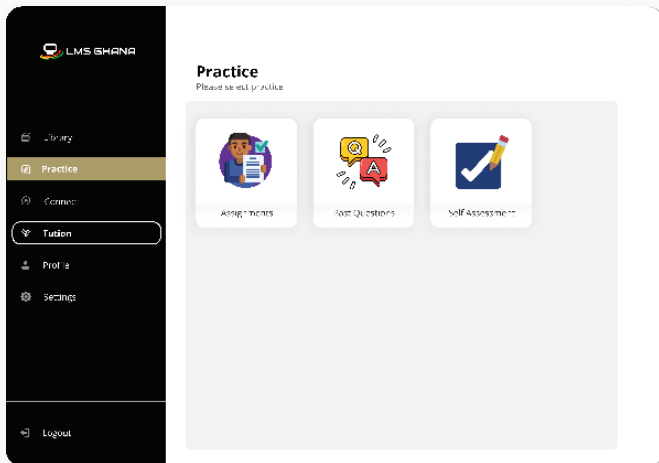 LMS GHANA
Practice
Please select practice
Library
Practice
Connect
Tution
Profile
Settings
Q
A
Assignments
Past Questions
Self Assessment
Logout